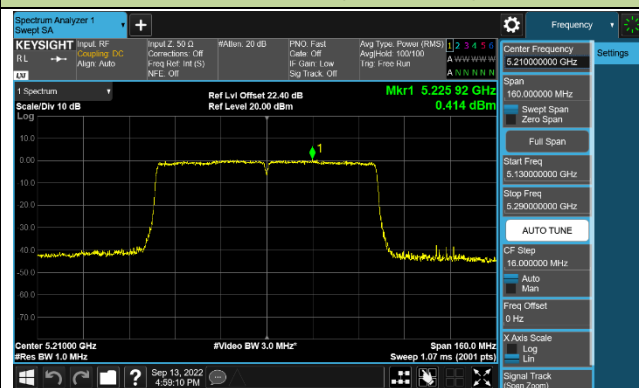 Spectrum Analyzer 1
Swept SA
Frequency
KEYSIGHT
RL
LXI
Input: RF
Coupling: DC
Align: Auto
Input Z: 50 Ω
Corrections: Off
Freq Ref: Int (S)
NFE: Off
#Atten: 20 dB
PNO: Fast
Gate: Off
IF Gain: Low
Sig Track: Off
Avg Type: Power (RMS)
Avg|Hold: 100/100
Trig: Free Run
1 2 3 4 5 6
A W W W W W
A N N N N N
1 Spectrum
Scale/Div 10 dB
Log
Ref Lvl Offset 22.40 dB
Ref Level 20.00 dBm
Mkr1 5.225 92 GHz
0.414 dBm
10.0
0.00
-10.0
-20.0
-30.0
-40.0
-50.0
-60.0
-70.0
1
Center 5.21000 GHz
#Res BW 1.0 MHz
#Video BW 3.0 MHz*
Span 160.0 MHz
Sweep 1.07 ms (2001 pts)
Center Frequency
5.210000000 GHz
Settings
Span
160.000000 MHz
Swept Span
Zero Span
Full Span
Start Freq
5.130000000 GHz
Stop Freq
5.290000000 GHz
AUTO TUNE
CF Step
16.000000 MHz
Auto
Man
Freq Offset
0 Hz
X Axis Scale
Log
Lin
Signal Track
(Span Zoom)
?
Sep 13, 2022
4:59:10 PM